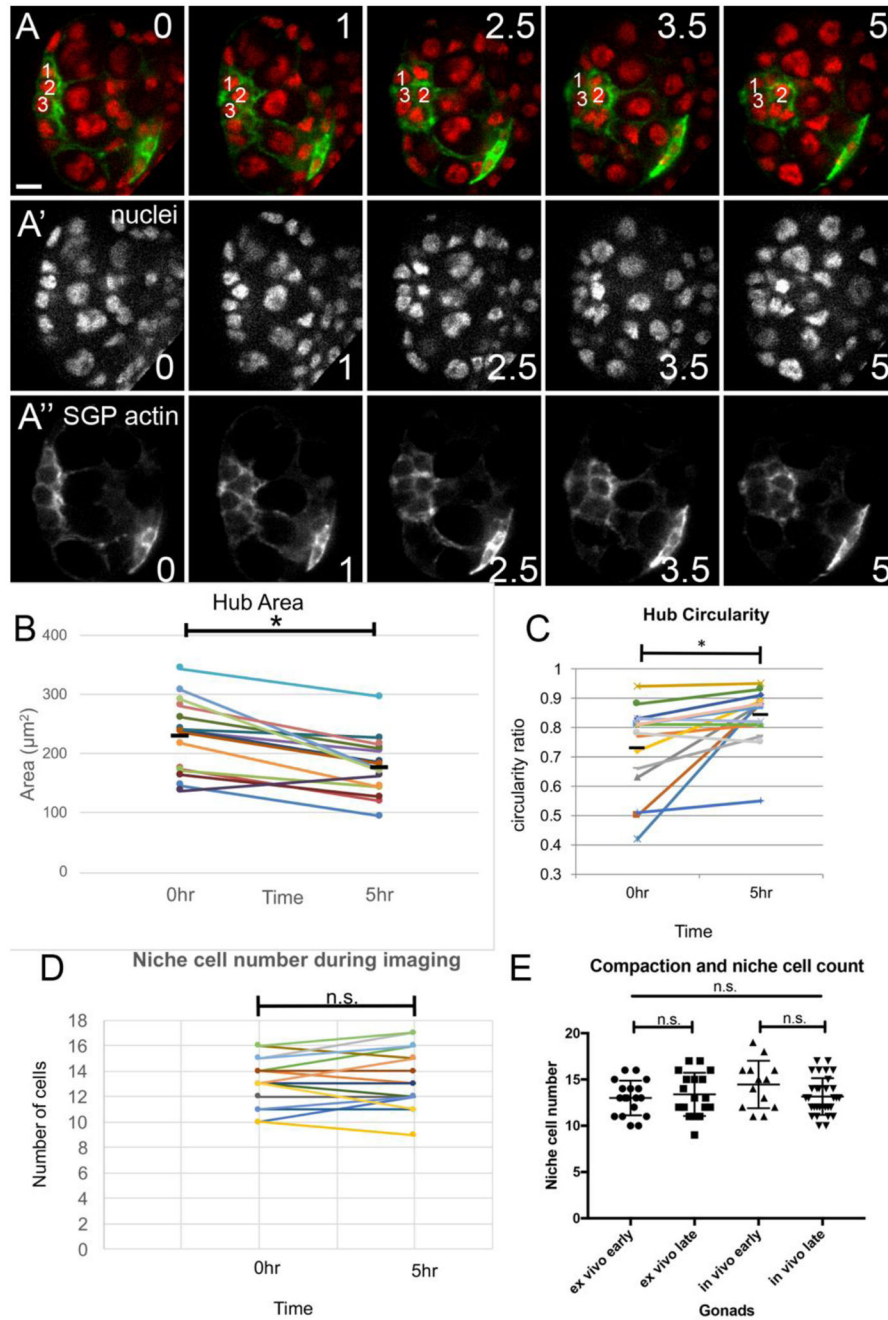 A
0
1
2.5
3.5
5
1
2
3
1
2
3
1
2
3
1
2
3
1
2
3
A' nuclei
0
1
2.5
3.5
5
A" SGP actin
0
1
2.5
3.5
5
B
Hub Area
*
400
300
200
100
0
Area (µm²)
0hr
Time
5hr
C
Hub Circularity
*
1
0.9
0.8
0.7
0.6
0.5
0.4
0.3
circularity ratio
0hr
5hr
Time
D
Niche cell number during imaging
n.s.
18
16
14
12
10
8
6
4
2
0
Number of cells
0hr
5hr
Time
E
Compaction and niche cell count
n.s.
n.s.
n.s.
20
15
10
5
0
Niche cell number
ex vivo early
ex vivo late
in vivo early
in vivo late
Gonads